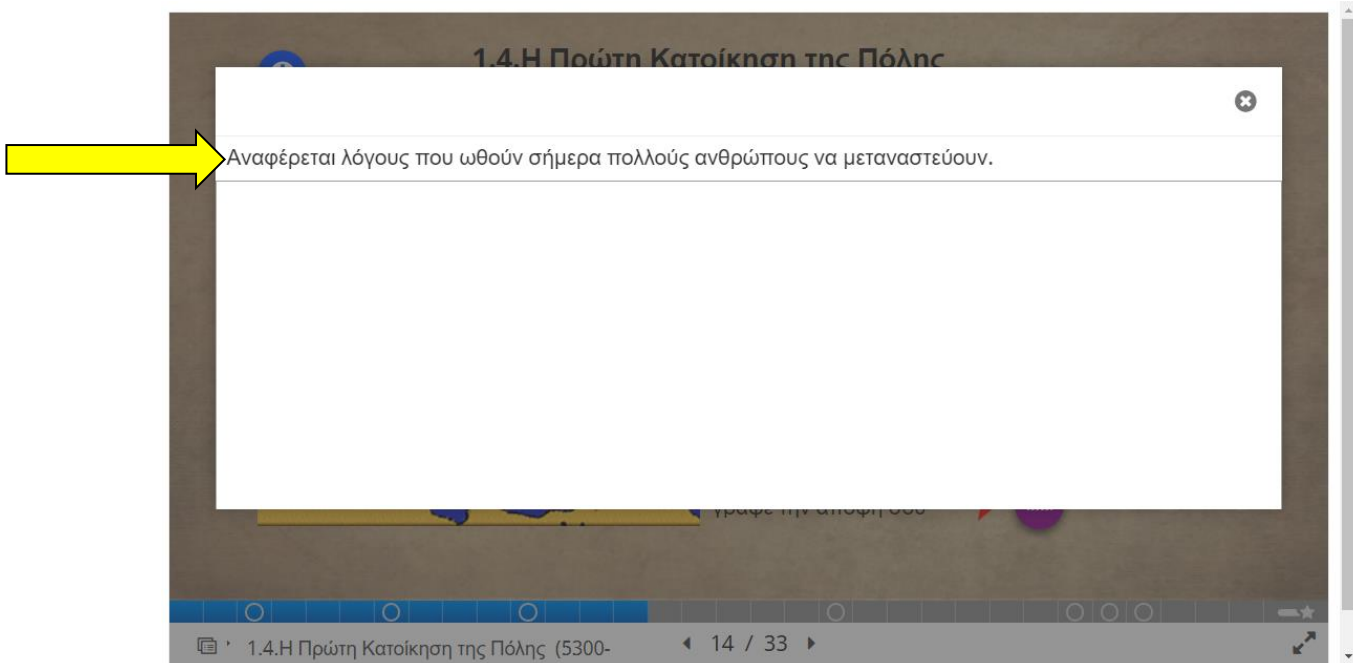 1.4.Η Πρώτη Κατοίκηση της Πόλης
Αναφέρεται λόγους που ωθούν σήμερα πολλούς ανθρώπους να μεταναστεύουν.
γράψε την άποψή σου
1.4.Η Πρώτη Κατοίκηση της Πόλης (5300-
14 / 33